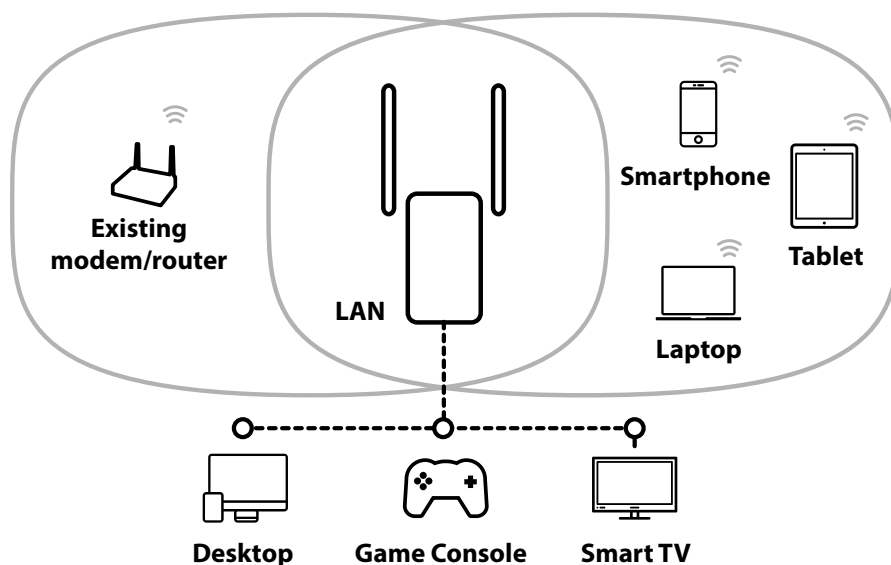 Existing
modem/router
LAN
Smartphone
Tablet
Laptop
Desktop
Game Console
Smart TV